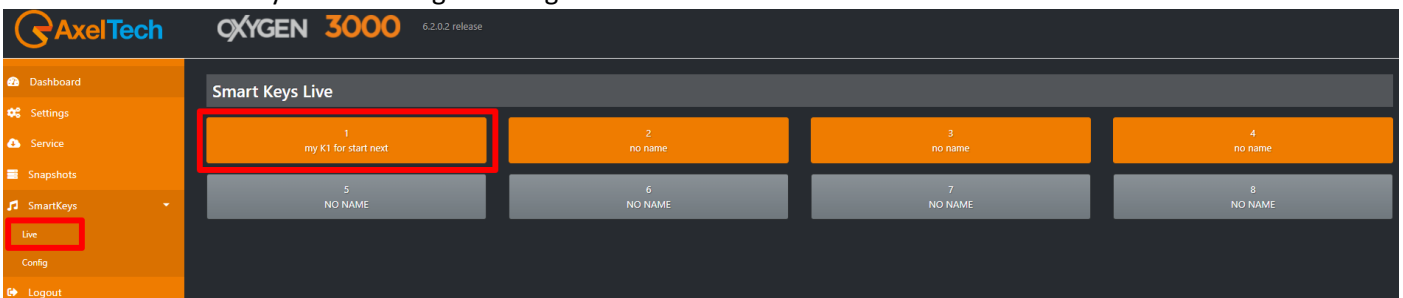 AxelTech OXYGEN 3000 6.2.0.2 release
Dashboard
Settings
Service
Snapshots
SmartKeys
Live
Config
Logout
Smart Keys Live
1
my K1 for start next
2
no name
3
no name
4
no name
5
NO NAME
6
NO NAME
7
NO NAME
8
NO NAME